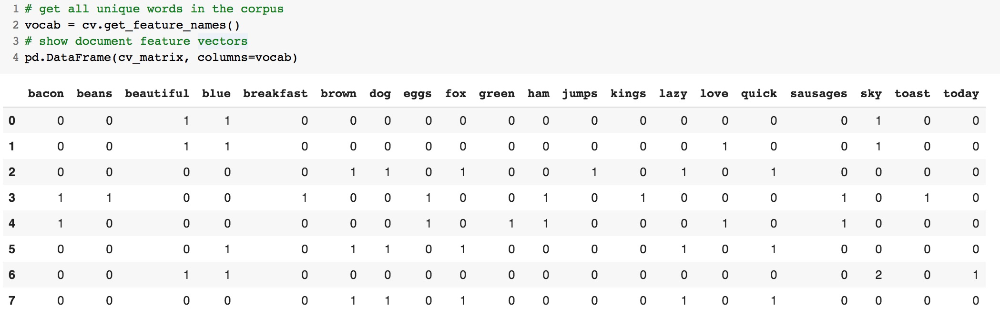 1 # get all unique words in the corpus
2 vocab = cv.get_feature_names()
3 # show document feature vectors
4 pd.DataFrame(cv_matrix, columns=vocab)
bacon beans beautiful blue breakfast brown dog eggs fox green ham jumps kings lazy love quick sausages sky toast today
0 0 0 1 1 0 0 0 0 0 0 0 0 0 0 0 0 0 1 0 0
1 0 0 1 1 0 0 0 0 0 0 0 0 0 0 1 0 0 1 0 0
2 0 0 0 0 0 1 1 0 1 0 0 1 0 1 0 1 0 0 0 0
3 1 1 0 0 1 0 0 1 0 0 1 0 1 0 0 0 1 0 1 0
4 1 0 0 0 0 0 0 1 0 1 1 0 0 0 1 0 1 0 0 0
5 0 0 0 1 0 1 1 0 1 0 0 0 0 1 0 1 0 0 0 0
6 0 0 1 1 0 0 0 0 0 0 0 0 0 0 0 0 0 2 0 1
7 0 0 0 0 0 1 1 0 1 0 0 0 0 1 0 1 0 0 0 0